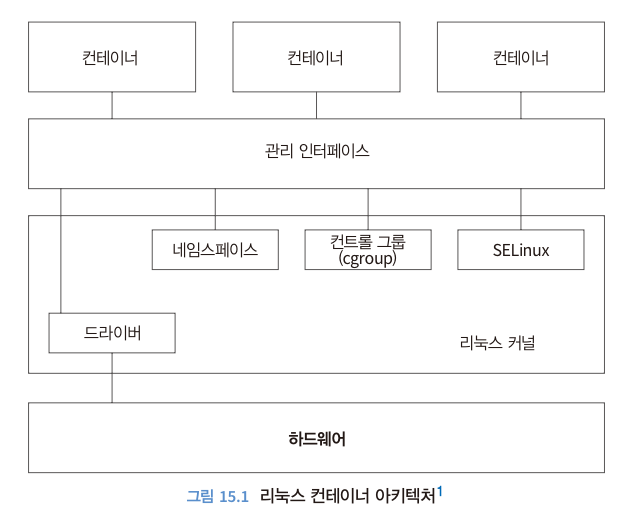 컨테이너
컨테이너
컨테이너
관리 인터페이스
네임스페이스
컨트롤 그룹
(cgroup)
SELinux
드라이버
리눅스 커널
하드웨어
그림 15.1 리눅스 컨테이너 아키텍처1